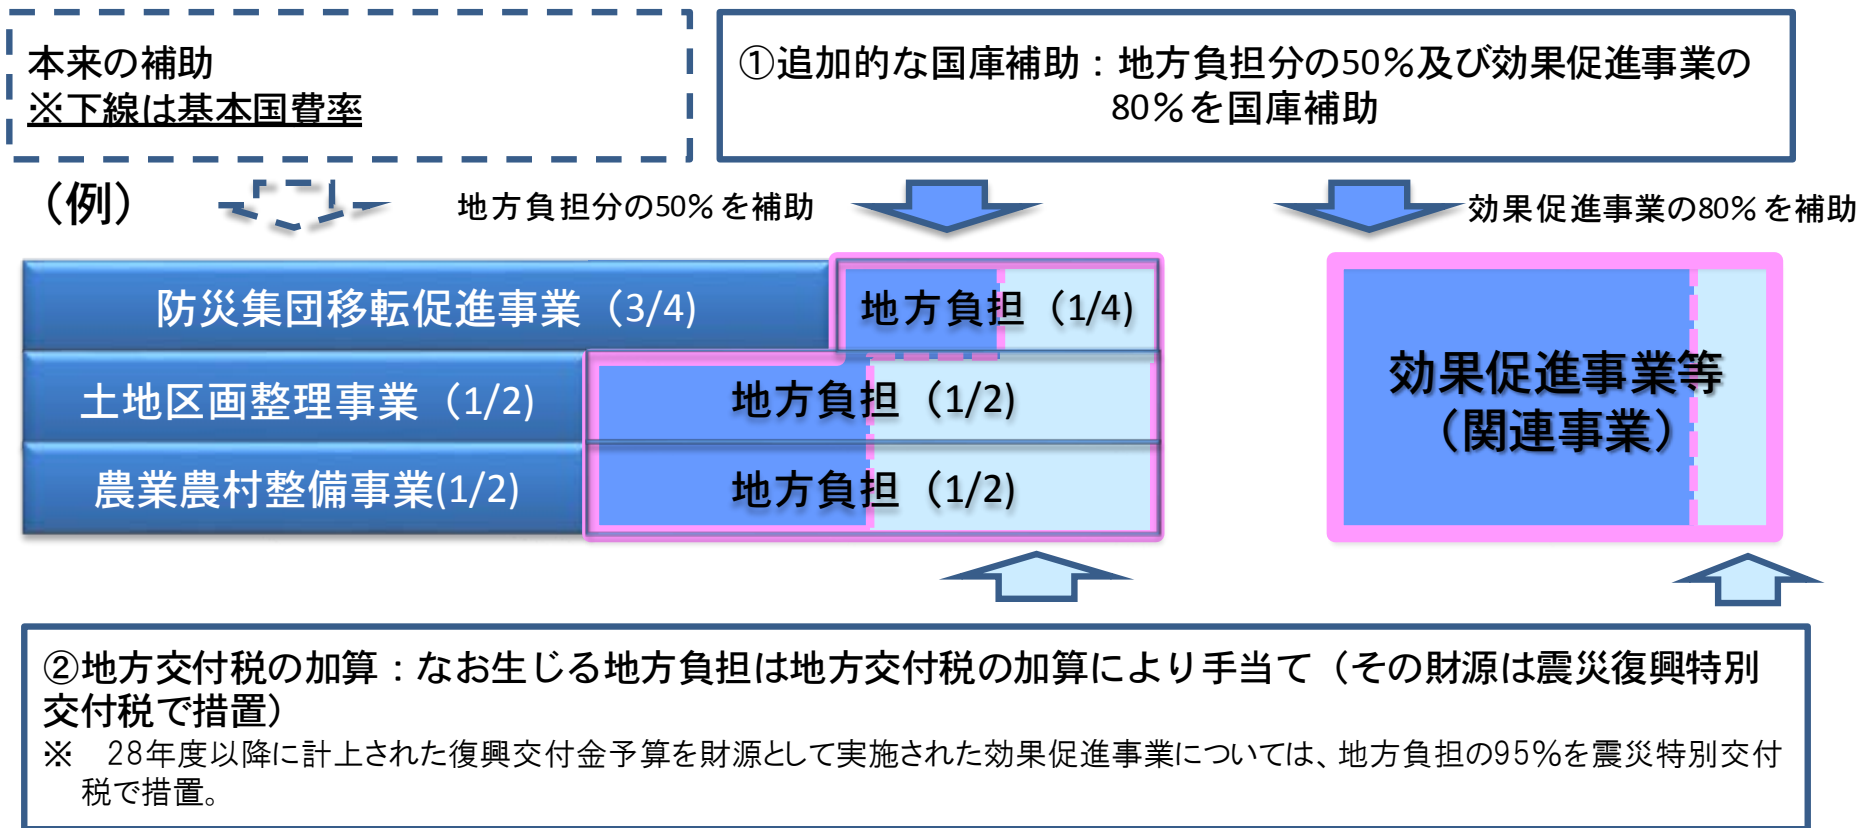 本来の補助
※下線は基本国費率
①追加的な国庫補助：地方負担分の50％及び効果促進事業の
80％を国庫補助
（例）
地方負担分の50％を補助
効果促進事業の80％を補助
防災集団移転促進事業（3/4)
地方負担（1/4)
土地区画整理事業（1/2)
地方負担（1/2)
農業農村整備事業(1/2)
地方負担（1/2)
効果促進事業等
（関連事業）
②地方交付税の加算：なお生じる地方負担は地方交付税の加算により手当て（その財源は震災復興特別
交付税で措置）
※　28年度以降に計上された復興交付金予算を財源として実施された効果促進事業については、地方負担の95％を震災特別交付
税で措置。